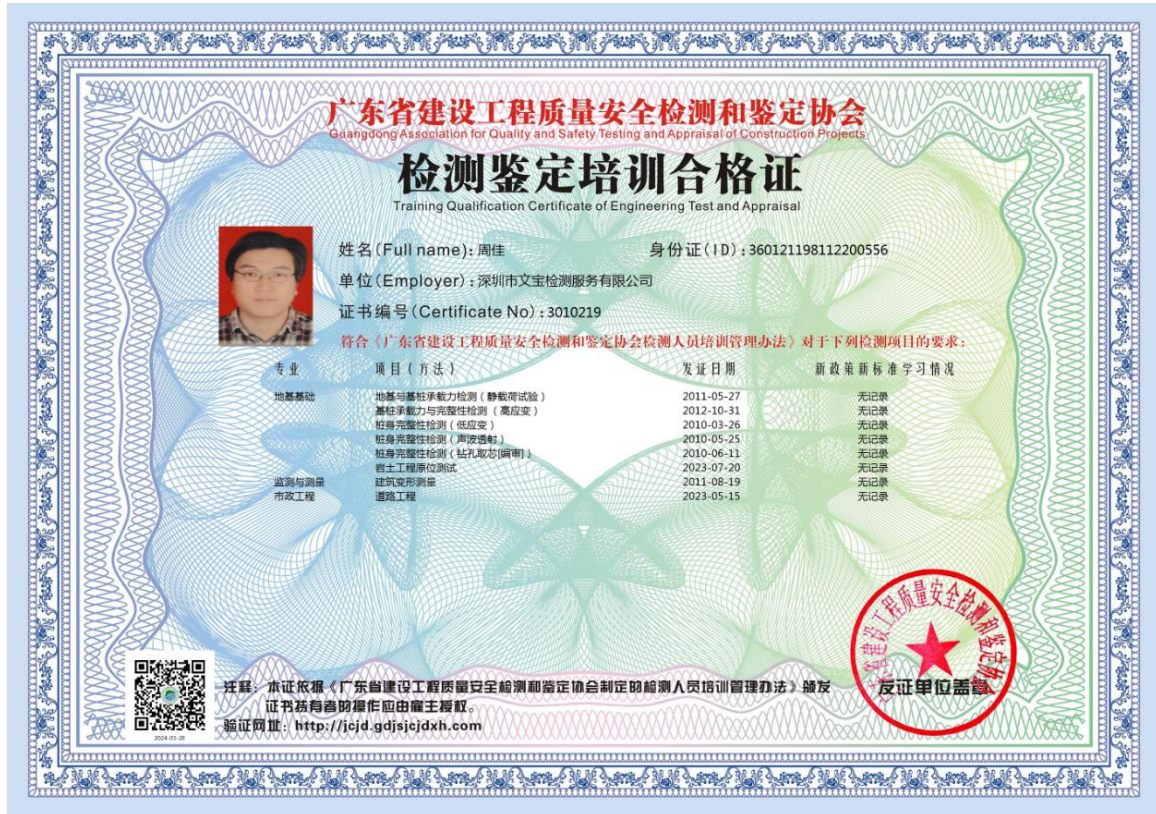 广东省建设工程质量安全检测和鉴定协会
Guangdong Association for Quality and Safety Testing and Appraisal of Construction Projects
检测鉴定培训合格证
Training Qualification Certificate of Engineering Test and Appraisal
姓名(Full name)：周佳 身份证(ID)：360121198112200556
单位(Employer)：深圳市文宝检测服务有限公司
证书编号(Certificate No)：3010219
符合《广东省建设工程质量安全检测和鉴定协会检测人员培训管理办法》对于下列检测项目的要求：
专业 项目(方法) 发证日期 新政策新标准学习情况
地基基础 地基与基桩承载力检测（静载荷试验） 2011-05-27 无记录
基桩承载力与完整性检测（高应变） 2012-10-31 无记录
桩身完整性检测（低应变） 2010-03-26 无记录
桩身完整性检测（声波透射） 2010-05-25 无记录
桩身完整性检测（钻孔取芯[编审]） 2010-06-11 无记录
岩土工程原位测试 2023-07-20 无记录
监测与测量 建筑变形测量 2011-08-19 无记录
市政工程 道路工程 2023-05-15 无记录
广东省建设工程质量安全检测和鉴定协会
发证单位盖章
注释：本证依据《广东省建设工程质量安全检测和鉴定协会制定的检测人员培训管理办法》颁发
证书持有者的操作应由雇主授权。
验证网址：http://jcjd.gdjsjcjdxh.com
2024-03-28